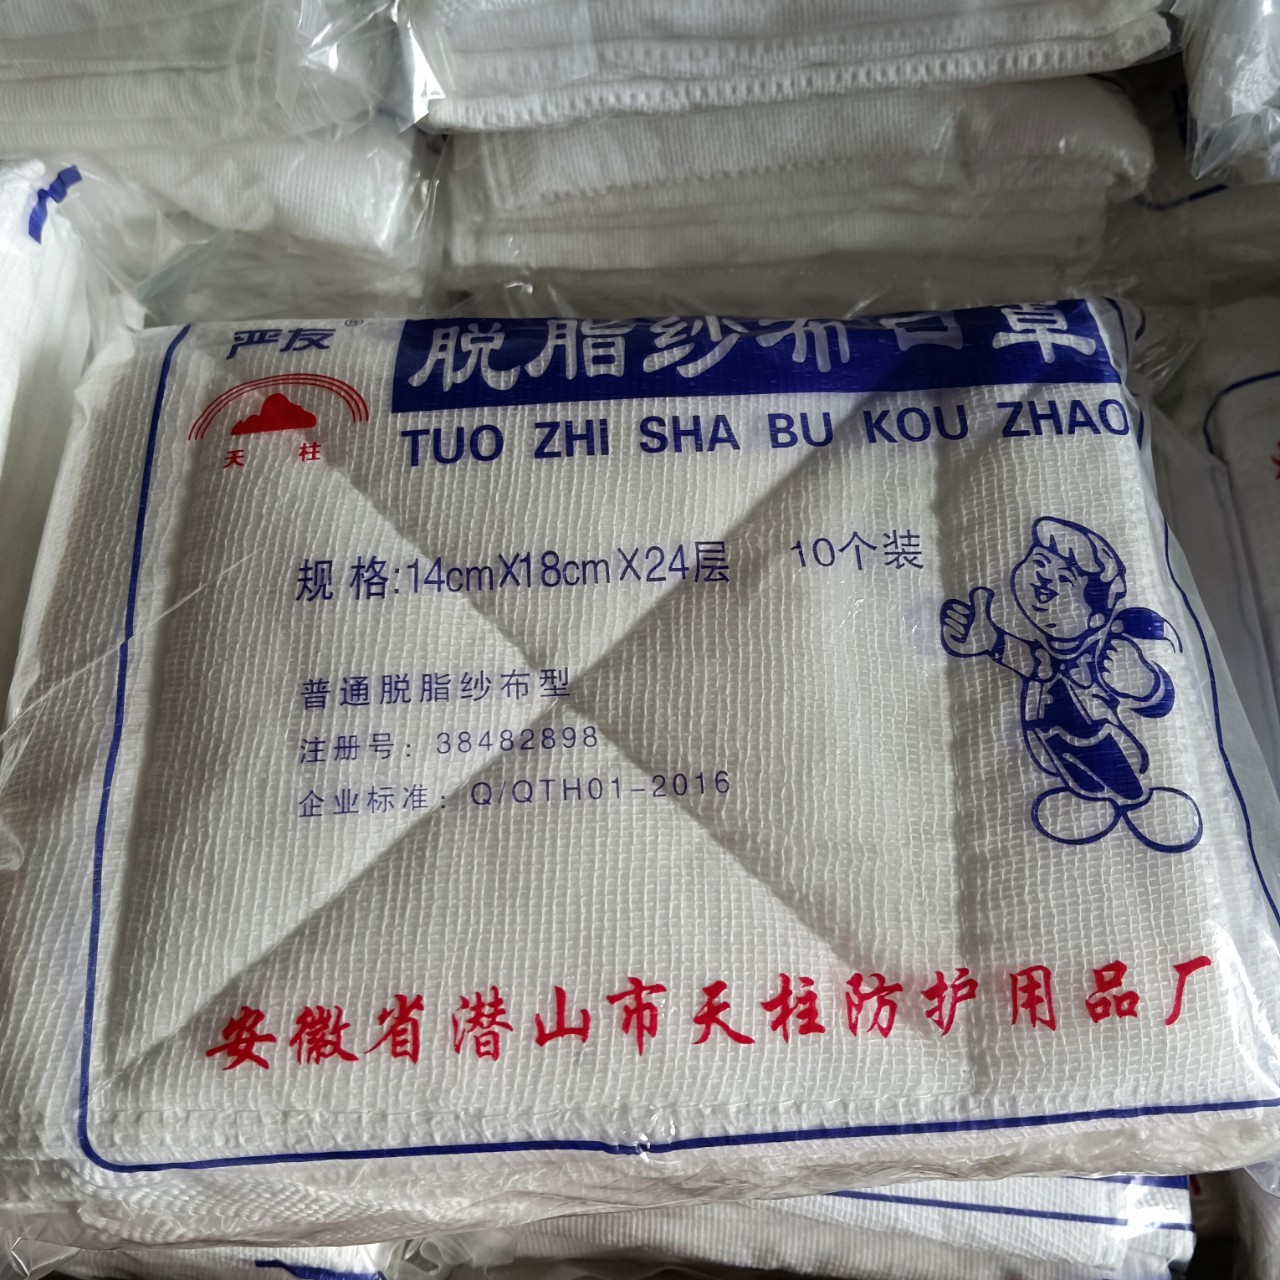 严友®
天柱
脱脂纱布口罩
TUO ZHI SHA BU KOU ZHAO
规格:14cmX18cmX24层 10个装
普通脱脂纱布型
注册号：38482898
企业标准：Q/QTH01-2016
安徽省潜山市天柱防护用品厂